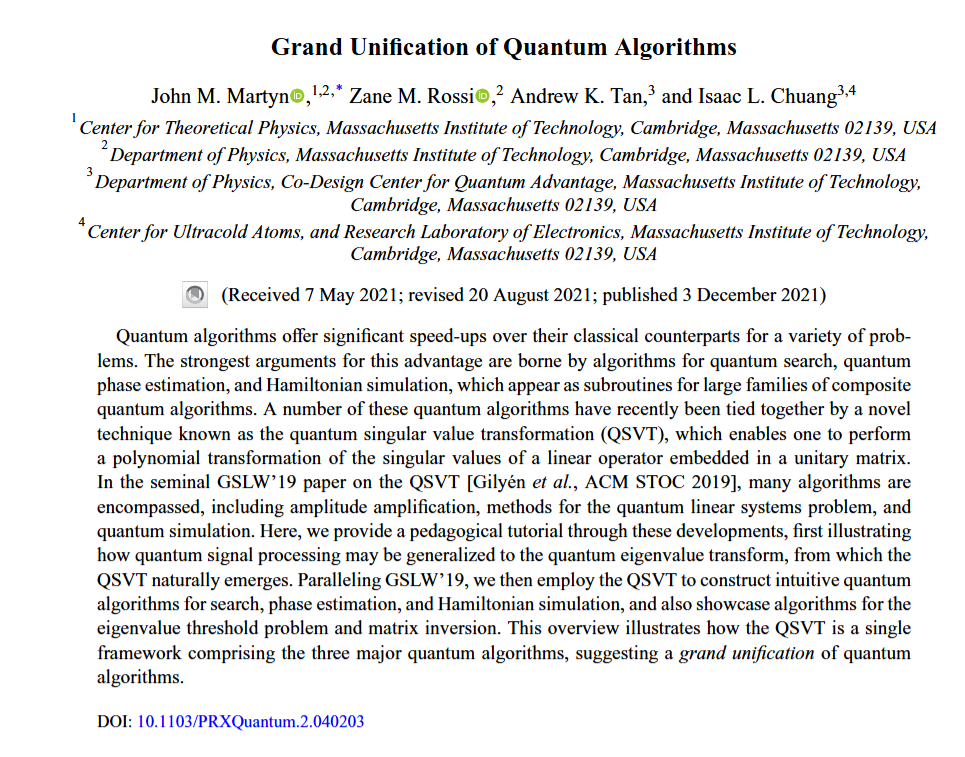 Grand Unification of Quantum Algorithms
John M. Martyn,1,2,* Zane M. Rossi,2 Andrew K. Tan,3 and Isaac L. Chuang3,4
1 Center for Theoretical Physics, Massachusetts Institute of Technology, Cambridge, Massachusetts 02139, USA
2 Department of Physics, Massachusetts Institute of Technology, Cambridge, Massachusetts 02139, USA
3 Department of Physics, Co-Design Center for Quantum Advantage, Massachusetts Institute of Technology,
Cambridge, Massachusetts 02139, USA
4 Center for Ultracold Atoms, and Research Laboratory of Electronics, Massachusetts Institute of Technology,
Cambridge, Massachusetts 02139, USA
(Received 7 May 2021; revised 20 August 2021; published 3 December 2021)
Quantum algorithms offer significant speed-ups over their classical counterparts for a variety of prob-
lems. The strongest arguments for this advantage are borne by algorithms for quantum search, quantum
phase estimation, and Hamiltonian simulation, which appear as subroutines for large families of composite
quantum algorithms. A number of these quantum algorithms have recently been tied together by a novel
technique known as the quantum singular value transformation (QSVT), which enables one to perform
a polynomial transformation of the singular values of a linear operator embedded in a unitary matrix.
In the seminal GSLW'19 paper on the QSVT [Gilyén et al., ACM STOC 2019], many algorithms are
encompassed, including amplitude amplification, methods for the quantum linear systems problem, and
quantum simulation. Here, we provide a pedagogical tutorial through these developments, first illustrating
how quantum signal processing may be generalized to the quantum eigenvalue transform, from which the
QSVT naturally emerges. Paralleling GSLW'19, we then employ the QSVT to construct intuitive quantum
algorithms for search, phase estimation, and Hamiltonian simulation, and also showcase algorithms for the
eigenvalue threshold problem and matrix inversion. This overview illustrates how the QSVT is a single
framework comprising the three major quantum algorithms, suggesting a grand unification of quantum
algorithms.
DOI: 10.1103/PRXQuantum.2.040203